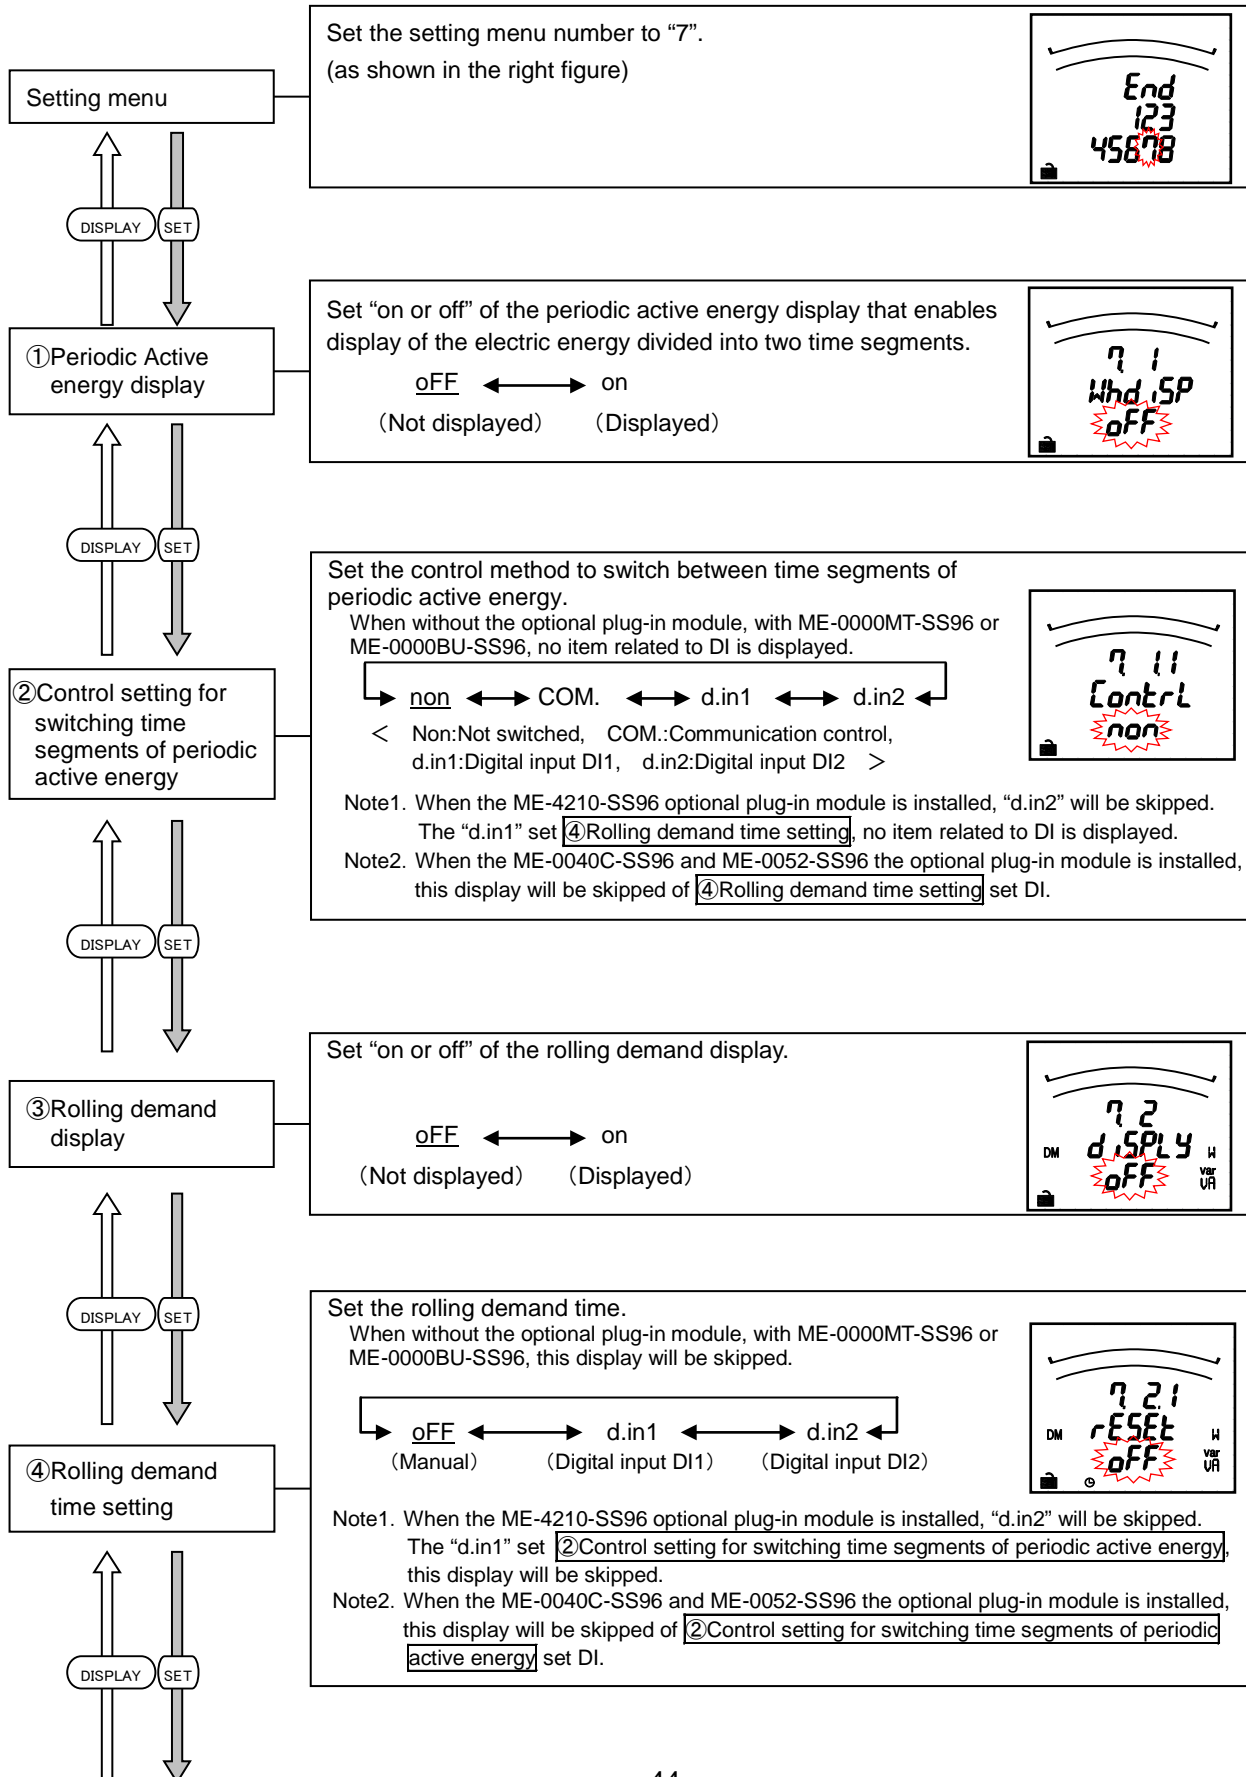 Set the setting menu number to “7”.
(as shown in the right figure)
Setting menu
End
123
45678
DISPLAY SET
①Periodic Active
energy display
Set “on or off” of the periodic active energy display that enables
display of the electric energy divided into two time segments.
oFF on
(Not displayed) (Displayed)
7. 1
WhdiSP
oFF
DISPLAY SET
②Control setting for
switching time
segments of periodic
active energy
Set the control method to switch between time segments of
periodic active energy.
When without the optional plug-in module, with ME-0000MT-SS96 or
ME-0000BU-SS96, no item related to DI is displayed.
non COM. d.in1 d.in2
< Non:Not switched, COM.:Communication control,
d.in1:Digital input DI1, d.in2:Digital input DI2 >
Note1. When the ME-4210-SS96 optional plug-in module is installed, “d.in2” will be skipped.
The “d.in1” set ④Rolling demand time setting, no item related to DI is displayed.
Note2. When the ME-0040C-SS96 and ME-0052-SS96 the optional plug-in module is installed,
this display will be skipped of ④Rolling demand time setting set DI.
7. 1.1
ContrL
non
DISPLAY SET
③Rolling demand
display
Set “on or off” of the rolling demand display.
oFF on
(Not displayed) (Displayed)
7. 2
DM diSPLY W
oFF var
VA
DISPLAY SET
④Rolling demand
time setting
Set the rolling demand time.
When without the optional plug-in module, with ME-0000MT-SS96 or
ME-0000BU-SS96, this display will be skipped.
oFF d.in1 d.in2
(Manual) (Digital input DI1) (Digital input DI2)
Note1. When the ME-4210-SS96 optional plug-in module is installed, “d.in2” will be skipped.
The “d.in1” set ②Control setting for switching time segments of periodic active energy,
this display will be skipped.
Note2. When the ME-0040C-SS96 and ME-0052-SS96 the optional plug-in module is installed,
this display will be skipped of ②Control setting for switching time segments of periodic
active energy set DI.
7. 2.1
DM rESEt W
oFF var
VA
DISPLAY SET